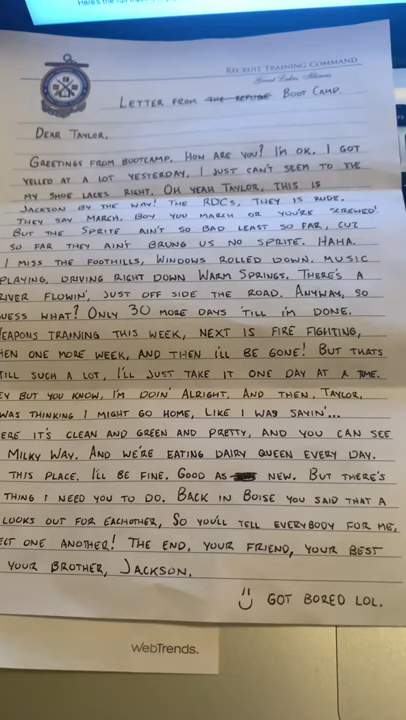 Here's the full
RECRUIT TRAINING COMMAND
Great Lakes, Illinois
LETTER FROM THE REFUGE BOOT CAMP
DEAR TAYLOR,
GREETINGS FROM BOOTCAMP. HOW ARE YOU? I'M OK. I GOT
YELLED AT A LOT YESTERDAY. I JUST CAN'T SEEM TO TIE
MY SHOE LACES RIGHT. OH YEAH TAYLOR, THIS IS
JACKSON BY THE WAY! THE RDCs, THEY IS RUDE.
THEY SAY MARCH, BOY YOU MARCH OR YOU'RE SCREWED!
BUT THE SPRITE AIN'T SO BAD LEAST SO FAR, CUZ
SO FAR THEY AIN'T BRUNG US NO SPRITE. HAHA.
I MISS THE FOOTHILLS, WINDOWS ROLLED DOWN. MUSIC
PLAYING, DRIVING RIGHT DOWN WARM SPRINGS. THERE'S A
RIVER FLOWIN', JUST OFF SIDE THE ROAD. ANYWAY, SO
UESS WHAT? ONLY 30 MORE DAYS 'TILL I'M DONE.
EAPONS TRAINING THIS WEEK, NEXT IS FIRE FIGHTING,
HEN ONE MORE WEEK, AND THEN I'LL BE GONE! BUT THATS
TILL SUCH A LOT, I'LL JUST TAKE IT ONE DAY AT A TIME.
EY BUT YOU KNOW, I'M DOIN' ALRIGHT. AND THEN, TAYLOR,
WAS THINKING I MIGHT GO HOME, LIKE I WAS SAYIN'...
ERE IT'S CLEAN AND GREEN AND PRETTY, AND YOU CAN SEE
MILKY WAY. AND WE'RE EATING DAIRY QUEEN EVERY DAY.
THIS PLACE. I'LL BE FINE. GOOD AS NEW. BUT THERE'S
THING I NEED YOU TO DO. BACK IN BOISE YOU SAID THAT A
LOOKS OUT FOR EACHOTHER, SO YOU'LL TELL EVERYBODY FOR ME,
ECT ONE ANOTHER! THE END, YOUR FRIEND, YOUR BEST
YOUR BROTHER, JACKSON.
GOT BORED LOL.
WebTrends.